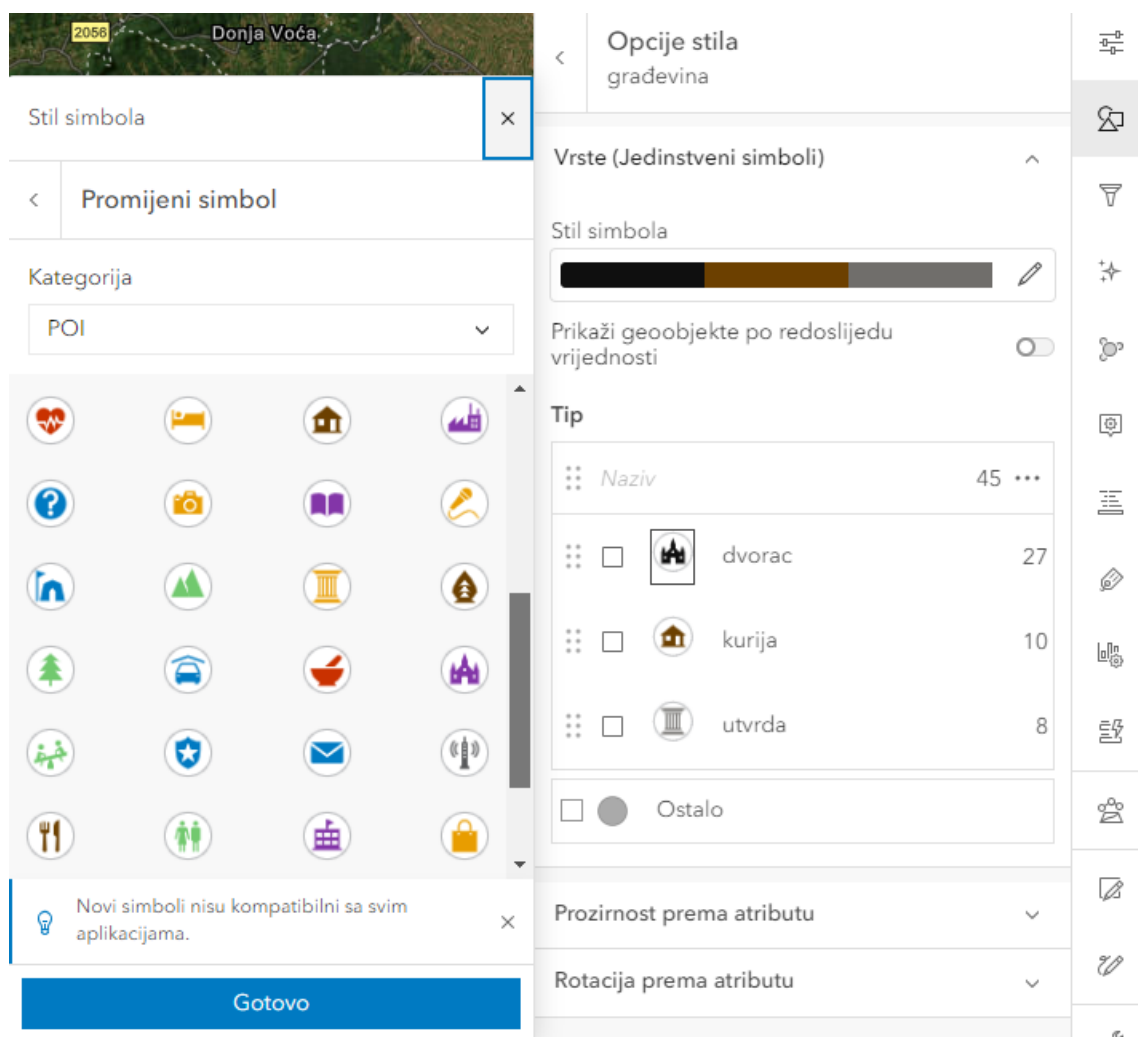 2056
Donja Voća
Stil simbola
Promijeni simbol
Kategorija
POI
Novi simboli nisu kompatibilni sa svim
aplikacijama.
Gotovo
Opcije stila
građevina
Vrste (Jedinstveni simboli)
Stil simbola
Prikaži geoobjekte po redoslijedu
vrijednosti
Tip
Naziv 45
dvorac 27
kurija 10
utvrda 8
Ostalo
Prozirnost prema atributu
Rotacija prema atributu